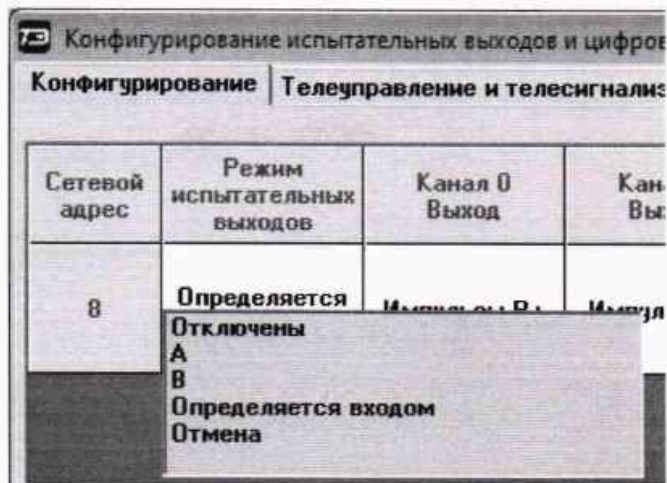 Конфигурирование испытательных выходов и цифров
Конфигурирование Телеуправление и телесигнализ
Сетевой адрес
Режим испытательных выходов
Канал 0 Выход
8
Определяется
Отключены
А
В
Определяется входом
Отмена